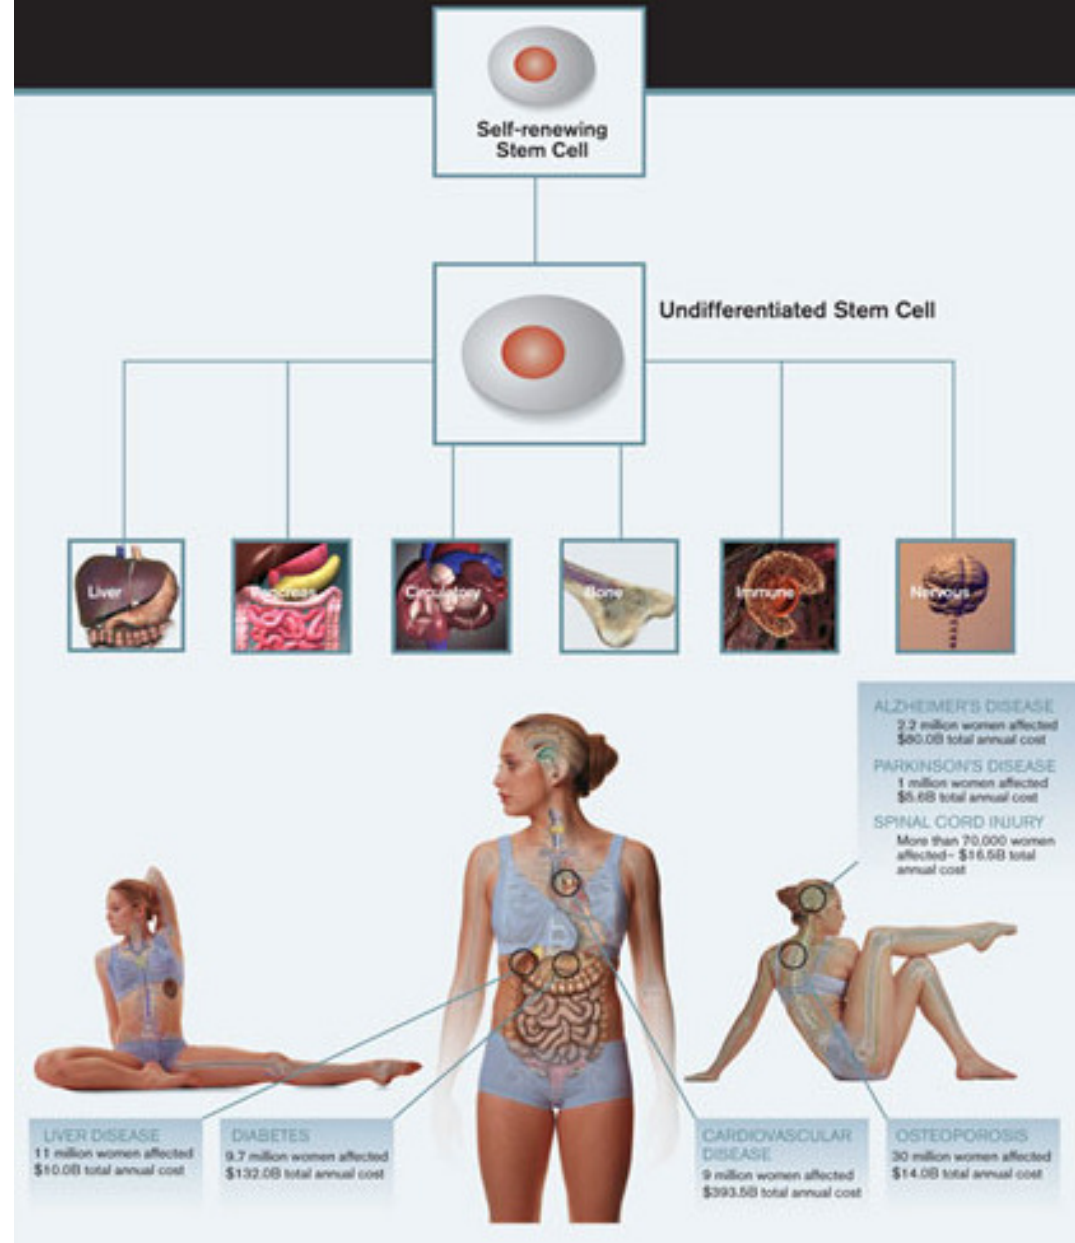 Self-renewing
Stem Cell
Undifferentiated Stem Cell
Liver
Pancreas
Circulatory
Bone
Immune
Nervous
ALZHEIMER'S DISEASE
2.2 million women affected
$80.0B total annual cost
PARKINSON'S DISEASE
1 million women affected
$5.6B total annual cost
SPINAL CORD INJURY
More than 70,000 women
affected– $16.5B total
annual cost
LIVER DISEASE
11 million women affected
$10.0B total annual cost
DIABETES
9.7 million women affected
$132.0B total annual cost
CARDIOVASCULAR
DISEASE
9 million women affected
$393.5B total annual cost
OSTEOPOROSIS
30 million women affected
$14.0B total annual cost